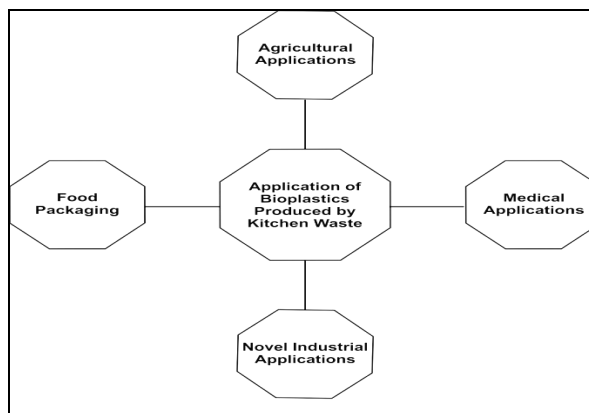 Agricultural
Applications
Food
Packaging
Application of
Bioplastics
Produced by
Kitchen Waste
Medical
Applications
Novel Industrial
Applications